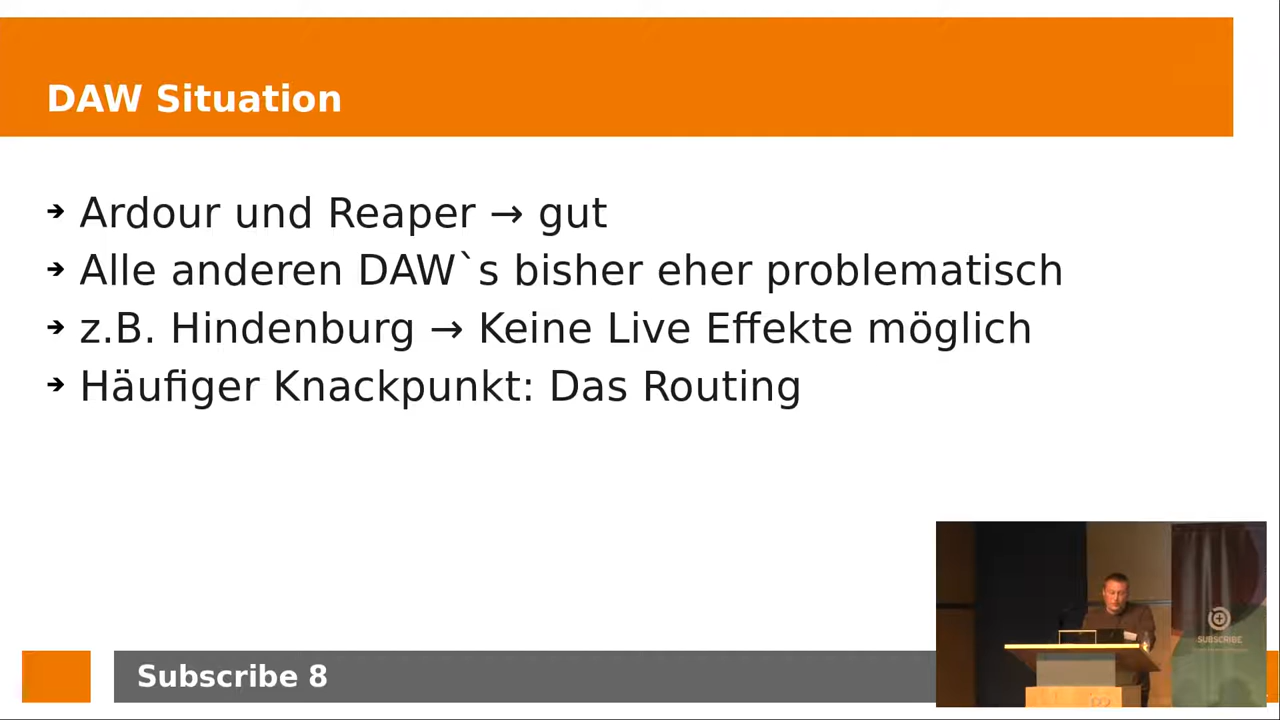 DAW Situation
Ardour und Reaper → gut
Alle anderen DAW`s bisher eher problematisch
z.B. Hindenburg → Keine Live Effekte möglich
Häufiger Knackpunkt: Das Routing
Subscribe 8
SUBSCRIBE